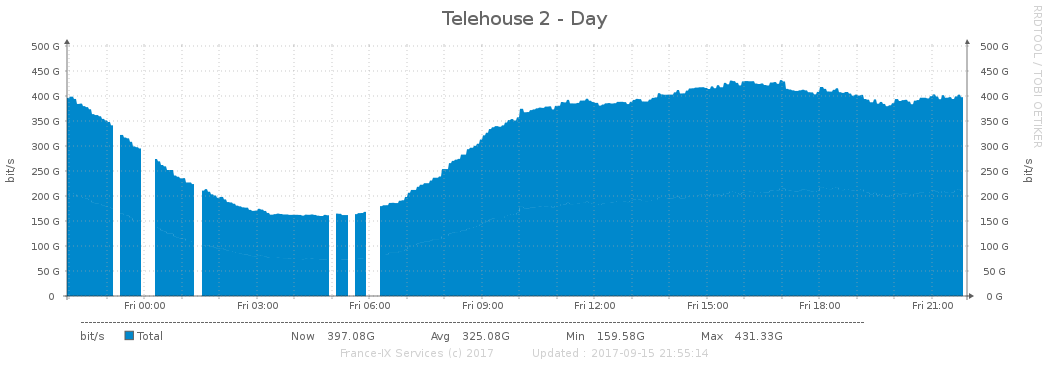 Telehouse 2 - Day
RRDTOOL / TOBI OETIKER
500 G 500 G
450 G 450 G
400 G 400 G
350 G 350 G
300 G 300 G
250 G 250 G
200 G 200 G
150 G 150 G
100 G 100 G
50 G 50 G
0 0 G
bit/s bit/s
Fri 00:00 Fri 03:00 Fri 06:00 Fri 09:00 Fri 12:00 Fri 15:00 Fri 18:00 Fri 21:00
bit/s Total Now 397.08G Avg 325.08G Min 159.58G Max 431.33G
France-IX Services (c) 2017 Updated : 2017-09-15 21:55:14